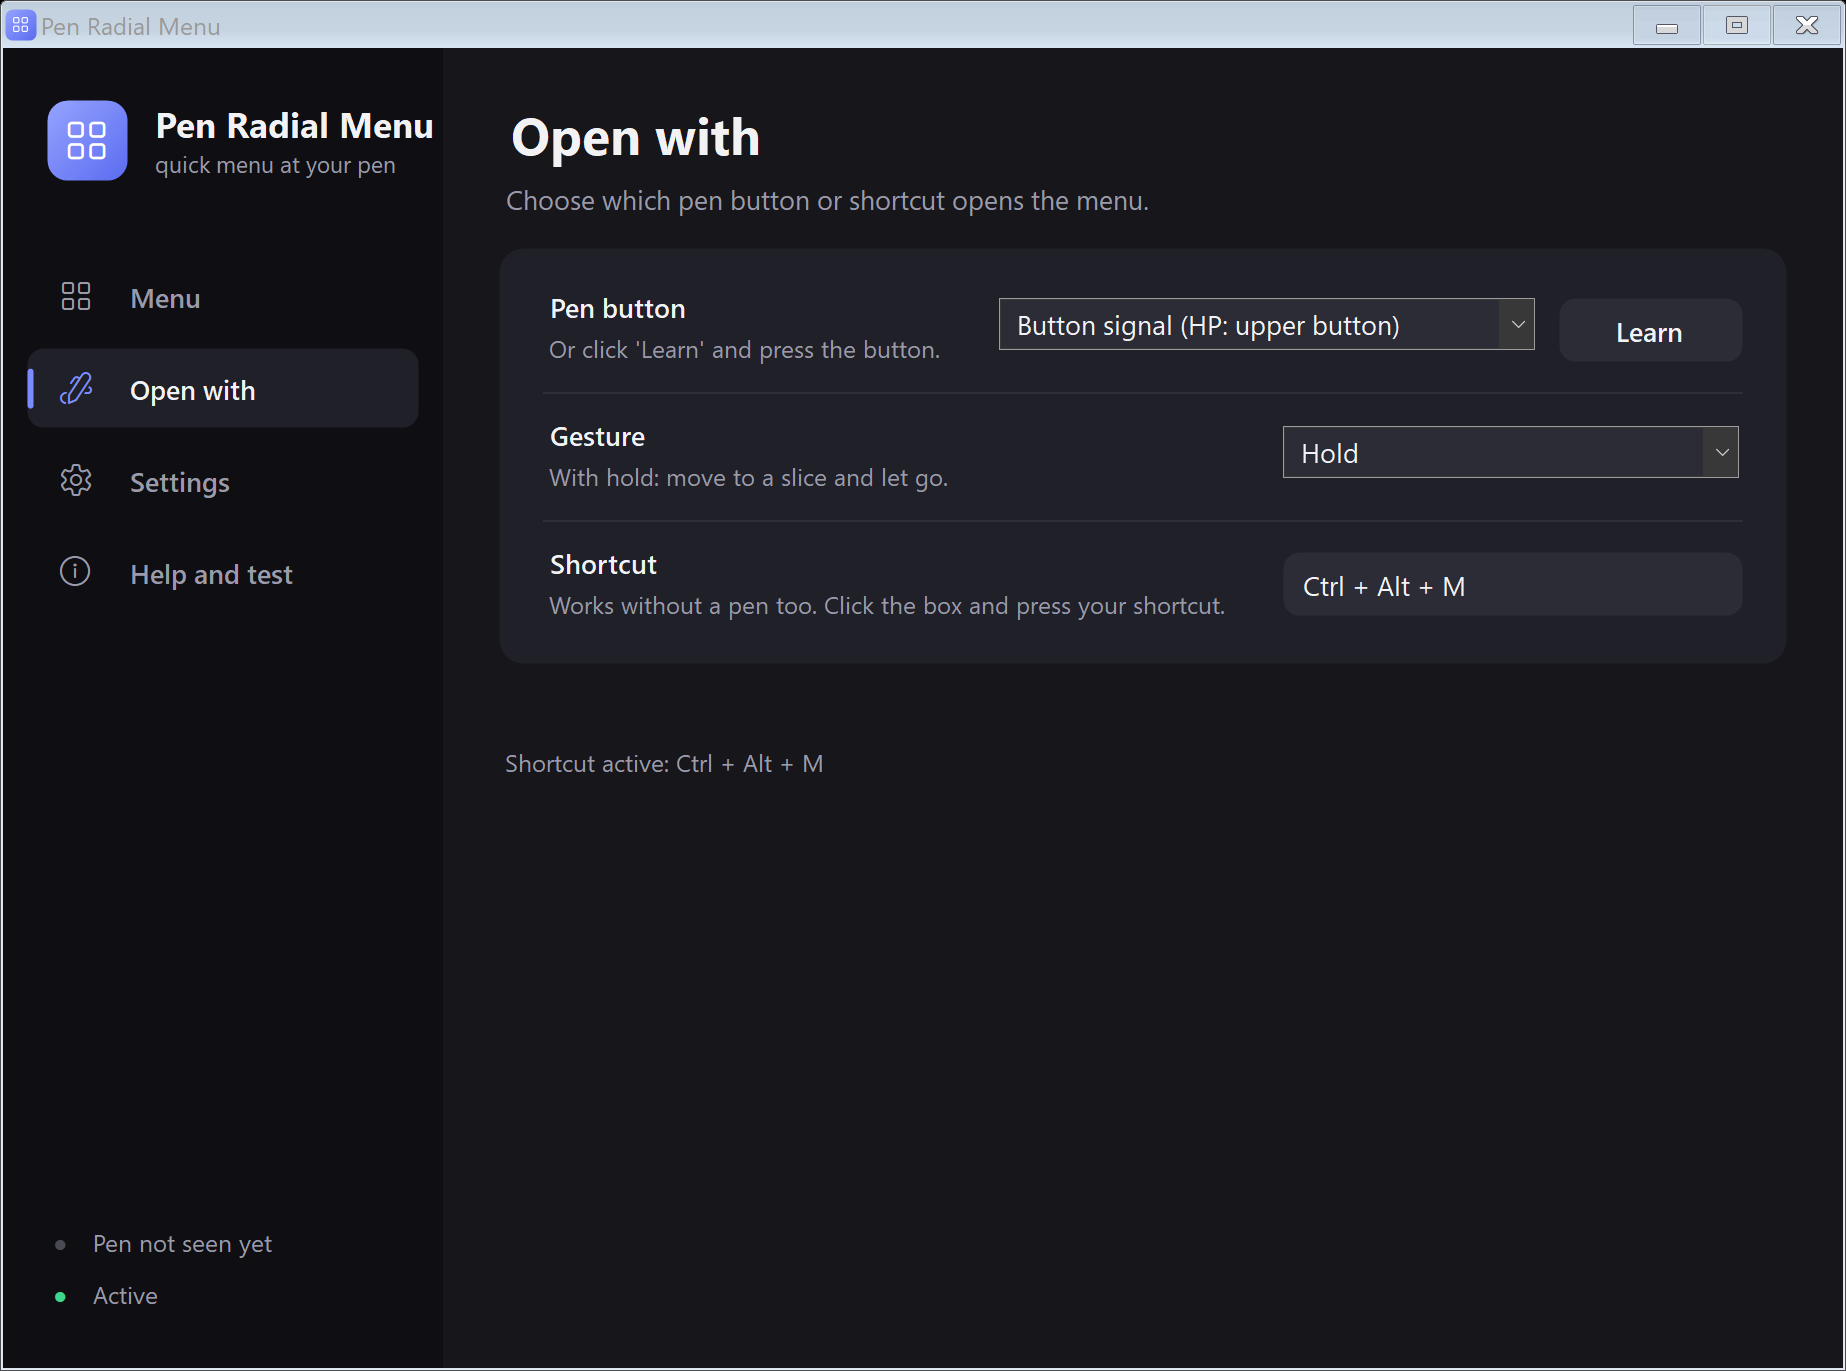 Pen Radial Menu
Pen Radial Menu
quick menu at your pen
Menu
Open with
Settings
Help and test
Pen not seen yet
Active
Open with
Choose which pen button or shortcut opens the menu.
Pen button
Or click 'Learn' and press the button.
Button signal (HP: upper button)
Learn
Gesture
With hold: move to a slice and let go.
Hold
Shortcut
Works without a pen too. Click the box and press your shortcut.
Ctrl + Alt + M
Shortcut active: Ctrl + Alt + M